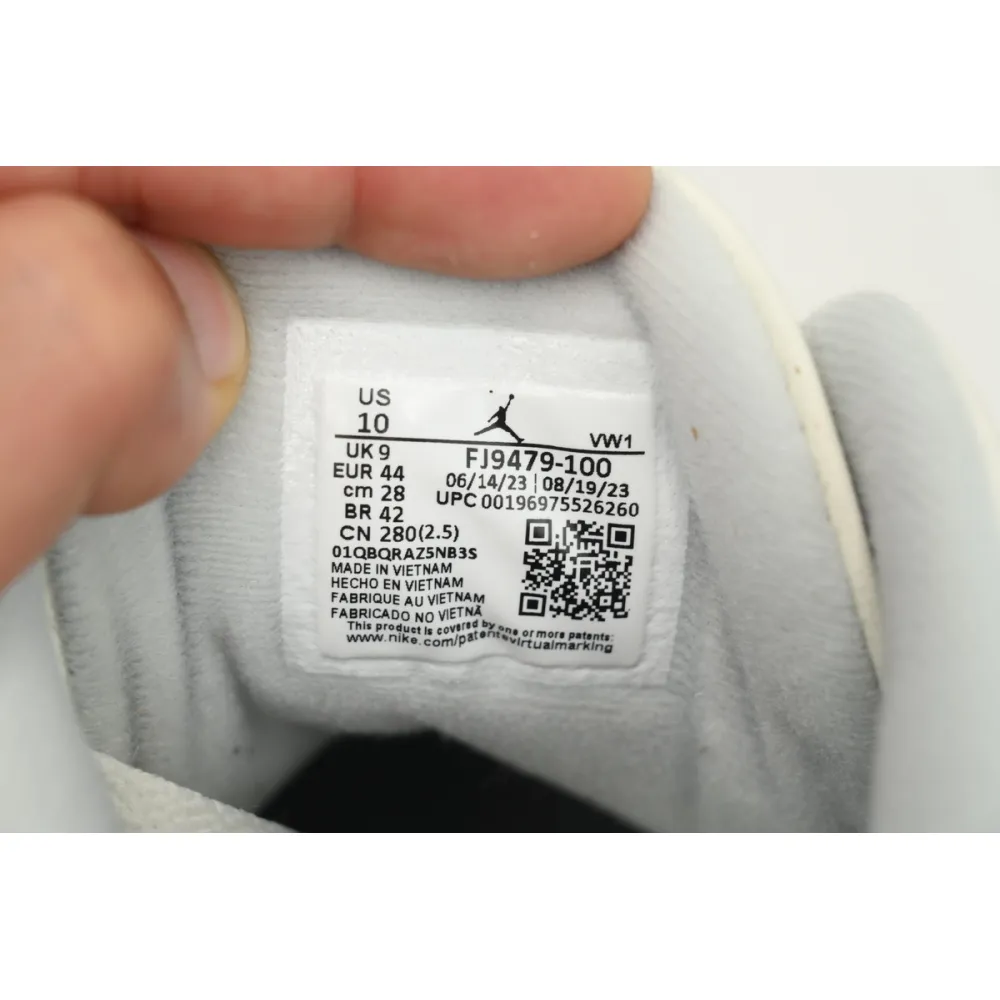 US
10
VW1
UK 9
EUR 44
cm 28
BR 42
CN 280(2.5)
FJ9479-100
06/14/23 | 08/19/23
UPC 00196975526260
01QBQRAZ5NB3S
MADE IN VIETNAM
HECHO EN VIETNAM
FABRIQUE AU VIETNAM
FABRICADO NO VIETNÃ
This product is covered by one or more patents:
www.nike.com/patentsvirtualmarking